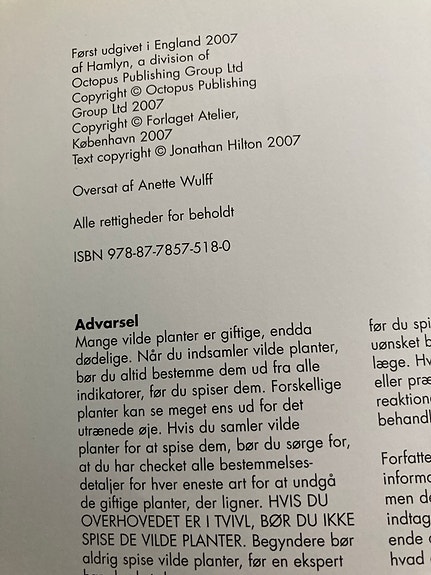 Først udgivet i England 2007
af Hamlyn, a division of
Octopus Publishing Group Ltd
Copyright © Octopus Publishing
Group Ltd 2007
Copyright © Forlaget Atelier,
København 2007
Text copyright © Jonathan Hilton 2007
Oversat af Anette Wulff
Alle rettigheder for beholdt
ISBN 978-87-7857-518-0
Advarsel
Mange vilde planter er giftige, endda
dødelige. Når du indsamler vilde planter,
bør du altid bestemme dem ud fra alle
indikatorer, før du spiser dem. Forskellige
planter kan se meget ens ud for det
utrænede øje. Hvis du samler vilde
planter for at spise dem, bør du sørge for,
at du har checket alle bestemmelses-
detaljer for hver eneste art for at undgå
de giftige planter, der ligner. HVIS DU
OVERHOVEDET ER I TVIVL, BØR DU IKKE
SPISE DE VILDE PLANTER. Begyndere bør
aldrig spise vilde planter, før en ekspert
før du spi
uønsket b
læge. Hv
eller præ
reaktion
behandl
Forfatte
informa
men de
indtag
ende
hvad